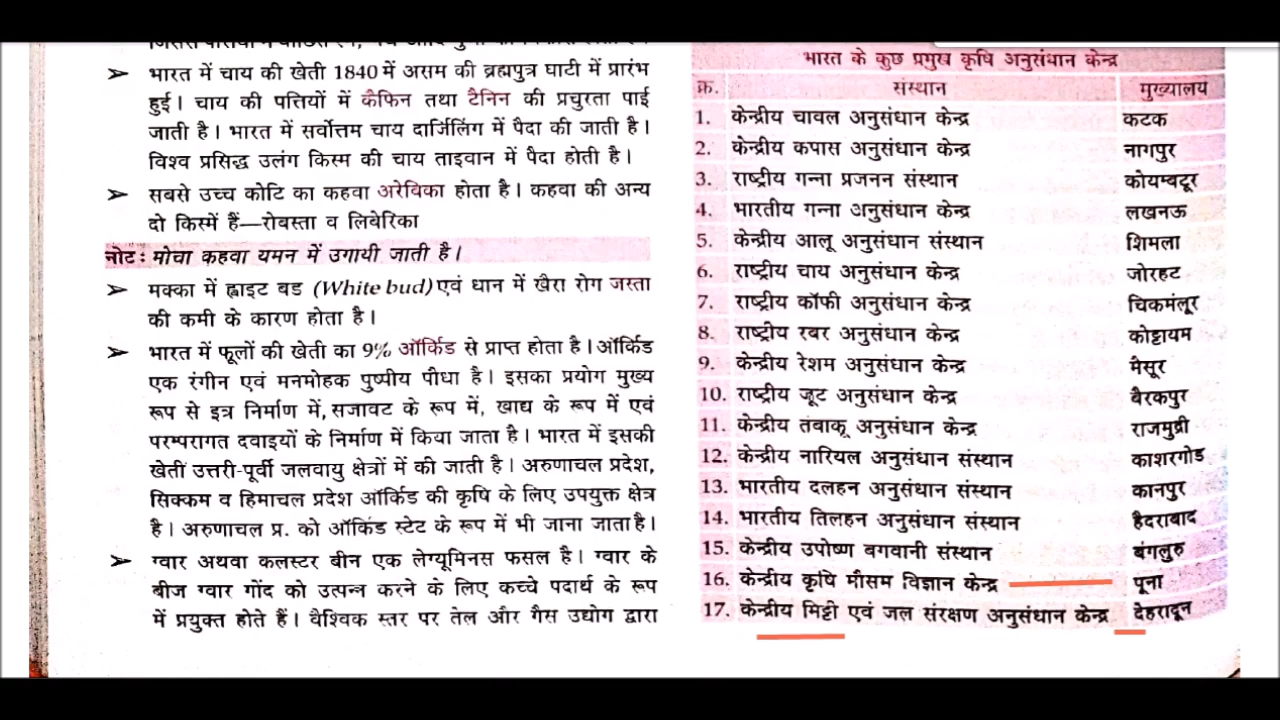 भारत में चाय की खेती 1840 में असम की ब्रह्मपुत्र घाटी में प्रारंभ
हुई। चाय की पत्तियों में कैफिन तथा टैनिन की प्रचुरता पाई
जाती है। भारत में सर्वोत्तम चाय दार्जिलिंग में पैदा की जाती है।
विश्व प्रसिद्ध उलंग किस्म की चाय ताइवान में पैदा होती है।
सबसे उच्च कोटि का कहवा अरेबिका होता है। कहवा की अन्य
दो किस्में हैं—रोबस्ता व लिबेरिका
नोट: मोचा कहवा यमन में उगायी जाती है।
मक्का में ह्वाइट बड (White bud) एवं धान में खैरा रोग जस्ता
की कमी के कारण होता है।
भारत में फूलों की खेती का 9% ऑर्किड से प्राप्त होता है। ऑर्किड
एक रंगीन एवं मनमोहक पुष्पीय पौधा है। इसका प्रयोग मुख्य
रूप से इत्र निर्माण में, सजावट के रूप में, खाद्य के रूप में एवं
परम्परागत दवाइयों के निर्माण में किया जाता है। भारत में इसकी
खेती उत्तरी-पूर्वी जलवायु क्षेत्रों में की जाती है। अरुणाचल प्रदेश,
सिक्कम व हिमाचल प्रदेश ऑर्किड की कृषि के लिए उपयुक्त क्षेत्र
है। अरुणाचल प्र. को ऑर्किड स्टेट के रूप में भी जाना जाता है।
ग्वार अथवा कलस्टर बीन एक लेग्यूमिनस फसल है। ग्वार के
बीज ग्वार गोंद को उत्पन्न करने के लिए कच्चे पदार्थ के रूप
में प्रयुक्त होते हैं। वैश्विक स्तर पर तेल और गैस उद्योग द्वारा
भारत के कुछ प्रमुख कृषि अनुसंधान केन्द्र
क्र. संस्थान मुख्यालय
1. केन्द्रीय चावल अनुसंधान केन्द्र कटक
2. केन्द्रीय कपास अनुसंधान केन्द्र नागपुर
3. राष्ट्रीय गन्ना प्रजनन संस्थान कोयम्बटूर
4. भारतीय गन्ना अनुसंधान केन्द्र लखनऊ
5. केन्द्रीय आलू अनुसंधान संस्थान शिमला
6. राष्ट्रीय चाय अनुसंधान केन्द्र जोरहट
7. राष्ट्रीय कॉफी अनुसंधान केन्द्र चिकमंलूर
8. राष्ट्रीय रबर अनुसंधान केन्द्र कोट्टायम
9. केन्द्रीय रेशम अनुसंधान केन्द्र मैसूर
10. राष्ट्रीय जूट अनुसंधान केन्द्र बैरकपुर
11. केन्द्रीय तंबाकू अनुसंधान केन्द्र राजमुद्री
12. केन्द्रीय नारियल अनुसंधान संस्थान काशरगोड
13. भारतीय दलहन अनुसंधान संस्थान कानपुर
14. भारतीय तिलहन अनुसंधान संस्थान हैदराबाद
15. केन्द्रीय उपोष्ण बगवानी संस्थान बंगलुरु
16. केन्द्रीय कृषि मौसम विज्ञान केन्द्र पूना
17. केन्द्रीय मिट्टी एवं जल संरक्षण अनुसंधान केन्द्र देहरादून